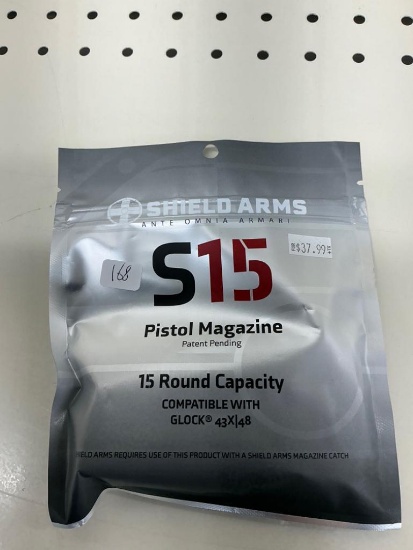 SHIELD ARMS
ANTE OMNIA ARMARI
$37.99
S15
168
Pistol Magazine
Patent Pending
15 Round Capacity
COMPATIBLE WITH
GLOCK® 43X|48
SHIELD ARMS REQUIRES USE OF THIS PRODUCT WITH A SHIELD ARMS MAGAZINE CATCH